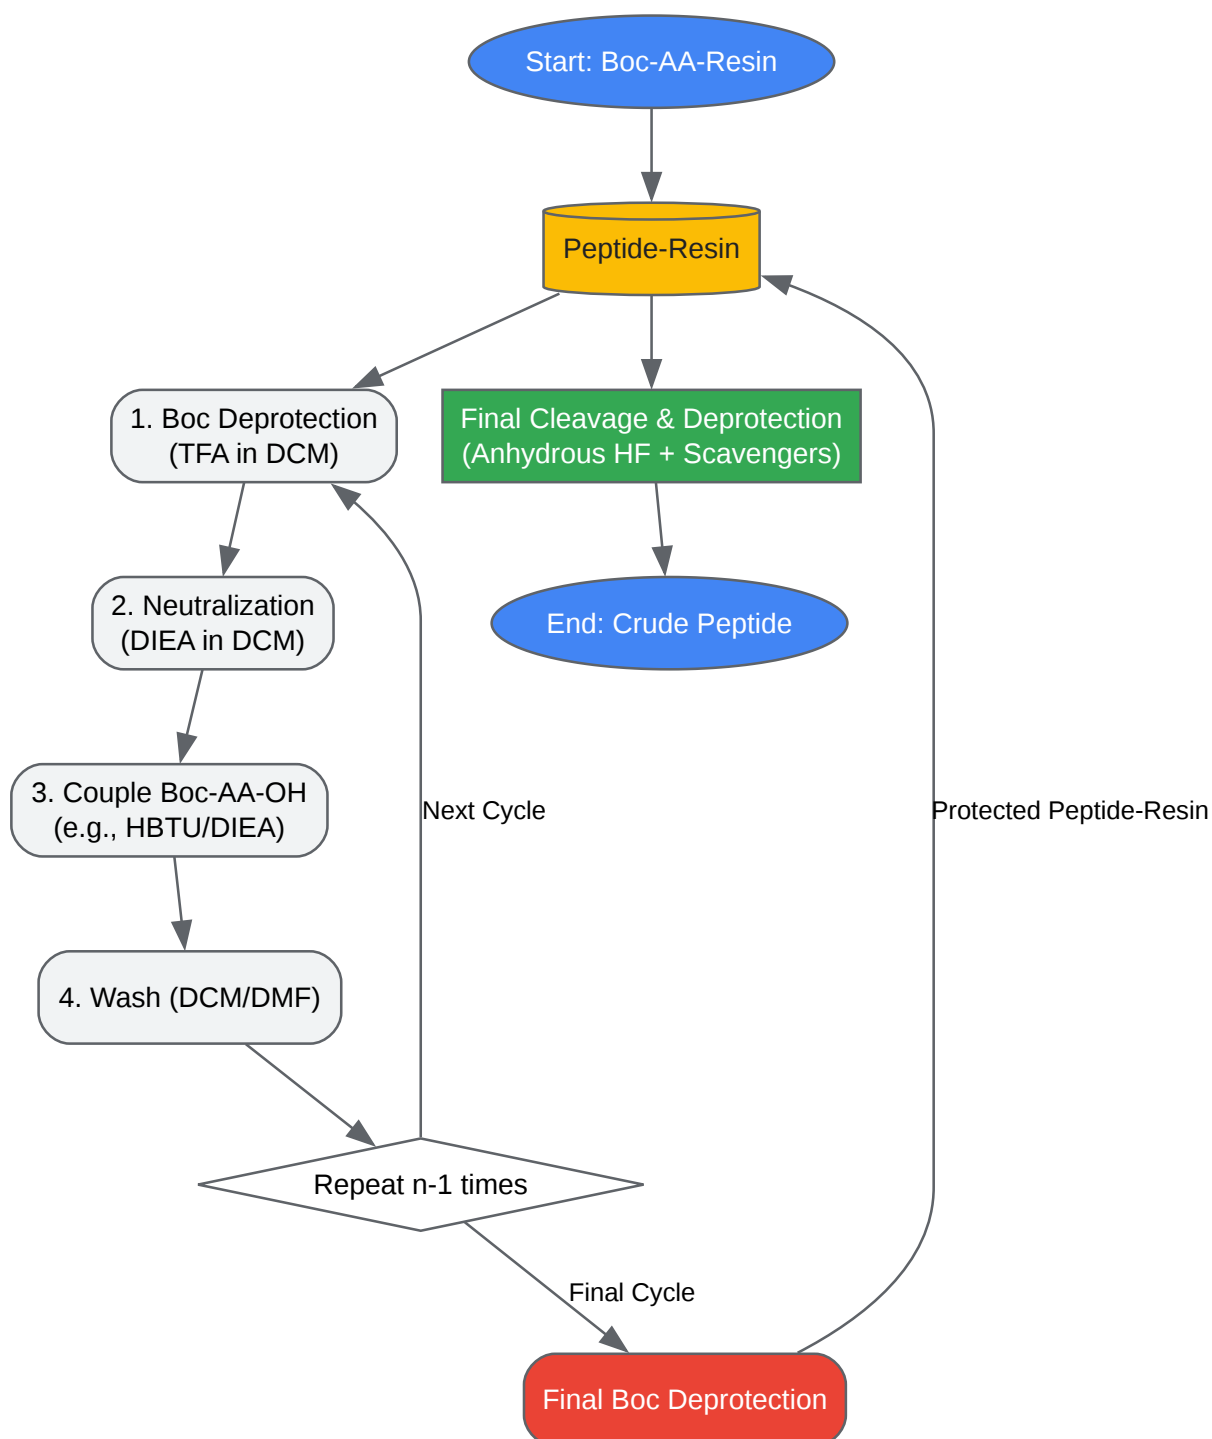 Start: Boc-AA-Resin
Peptide-Resin
1. Boc Deprotection
(TFA in DCM)
Final Cleavage & Deprotection
(Anhydrous HF + Scavengers)
2. Neutralization
(DIEA in DCM)
End: Crude Peptide
3. Couple Boc-AA-OH
(e.g., HBTU/DIEA)
Next Cycle
Protected Peptide-Resin
4. Wash (DCM/DMF)
Repeat n-1 times
Final Cycle
Final Boc Deprotection